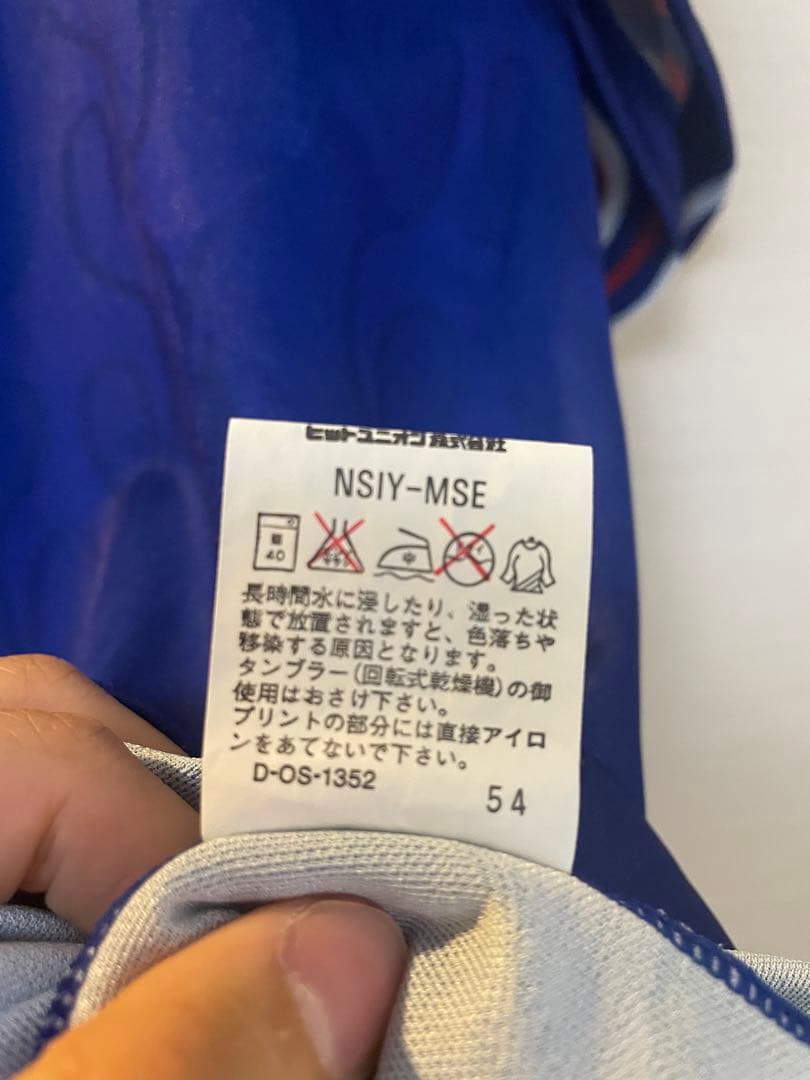 ヒットユニオン株式会社
NSIY-MSE
40
中
長時間水に浸したり、湿った状
態で放置されますと、色落ちや
移染する原因となります。
タンブラー(回転式乾燥機)の御
使用はおさけ下さい。
プリントの部分には直接アイロ
ンをあてないで下さい。
D-OS-1352
54